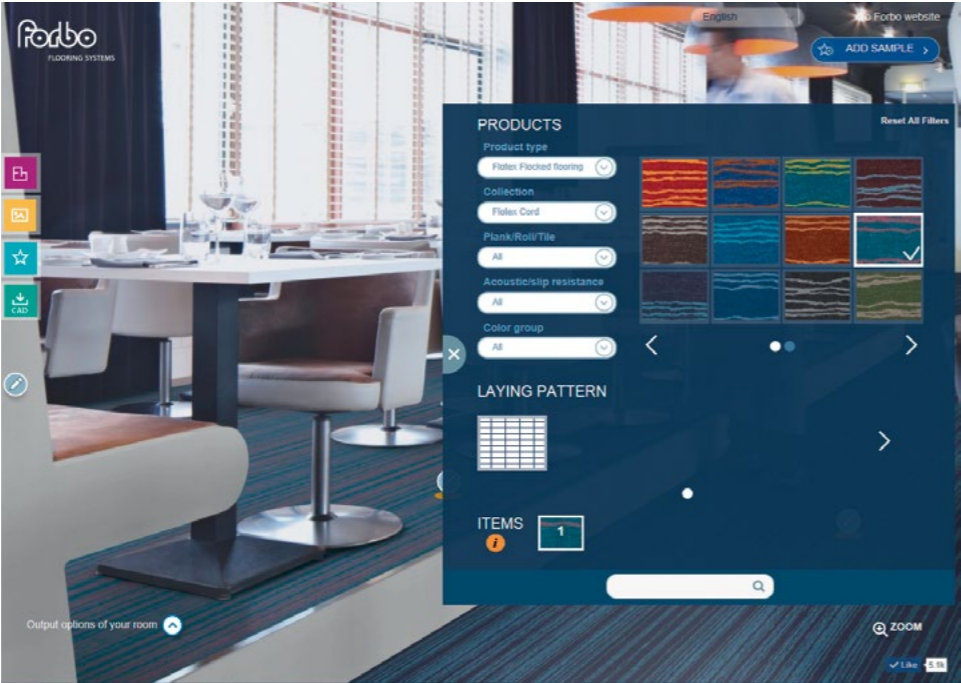 Forbo
FLOORING SYSTEMS
English
Forbo website
ADD SAMPLE
PRODUCTS
Reset All Filters
Product type
Flotex Flocked flooring
Collection
Flotex Cord
Plank/Roll/Tile
All
Acoustic/slip resistance
All
Color group
All
CAD
LAYING PATTERN
ITEMS
1
i
Output options of your room
ZOOM
Like
5.1k